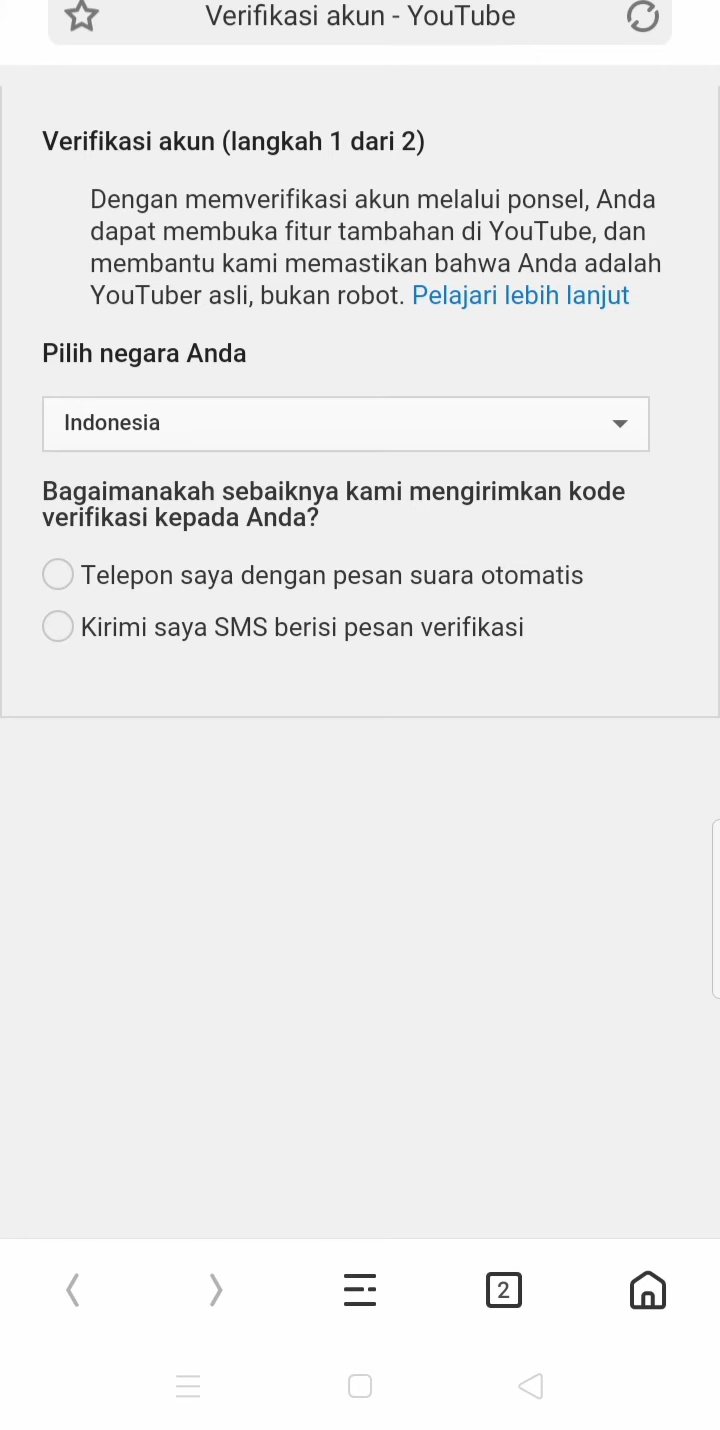 Verifikasi akun - YouTube
Verifikasi akun (langkah 1 dari 2)
Dengan memverifikasi akun melalui ponsel, Anda
dapat membuka fitur tambahan di YouTube, dan
membantu kami memastikan bahwa Anda adalah
YouTuber asli, bukan robot. Pelajari lebih lanjut
Pilih negara Anda
Indonesia
Bagaimanakah sebaiknya kami mengirimkan kode
verifikasi kepada Anda?
Telepon saya dengan pesan suara otomatis
Kirimi saya SMS berisi pesan verifikasi
2